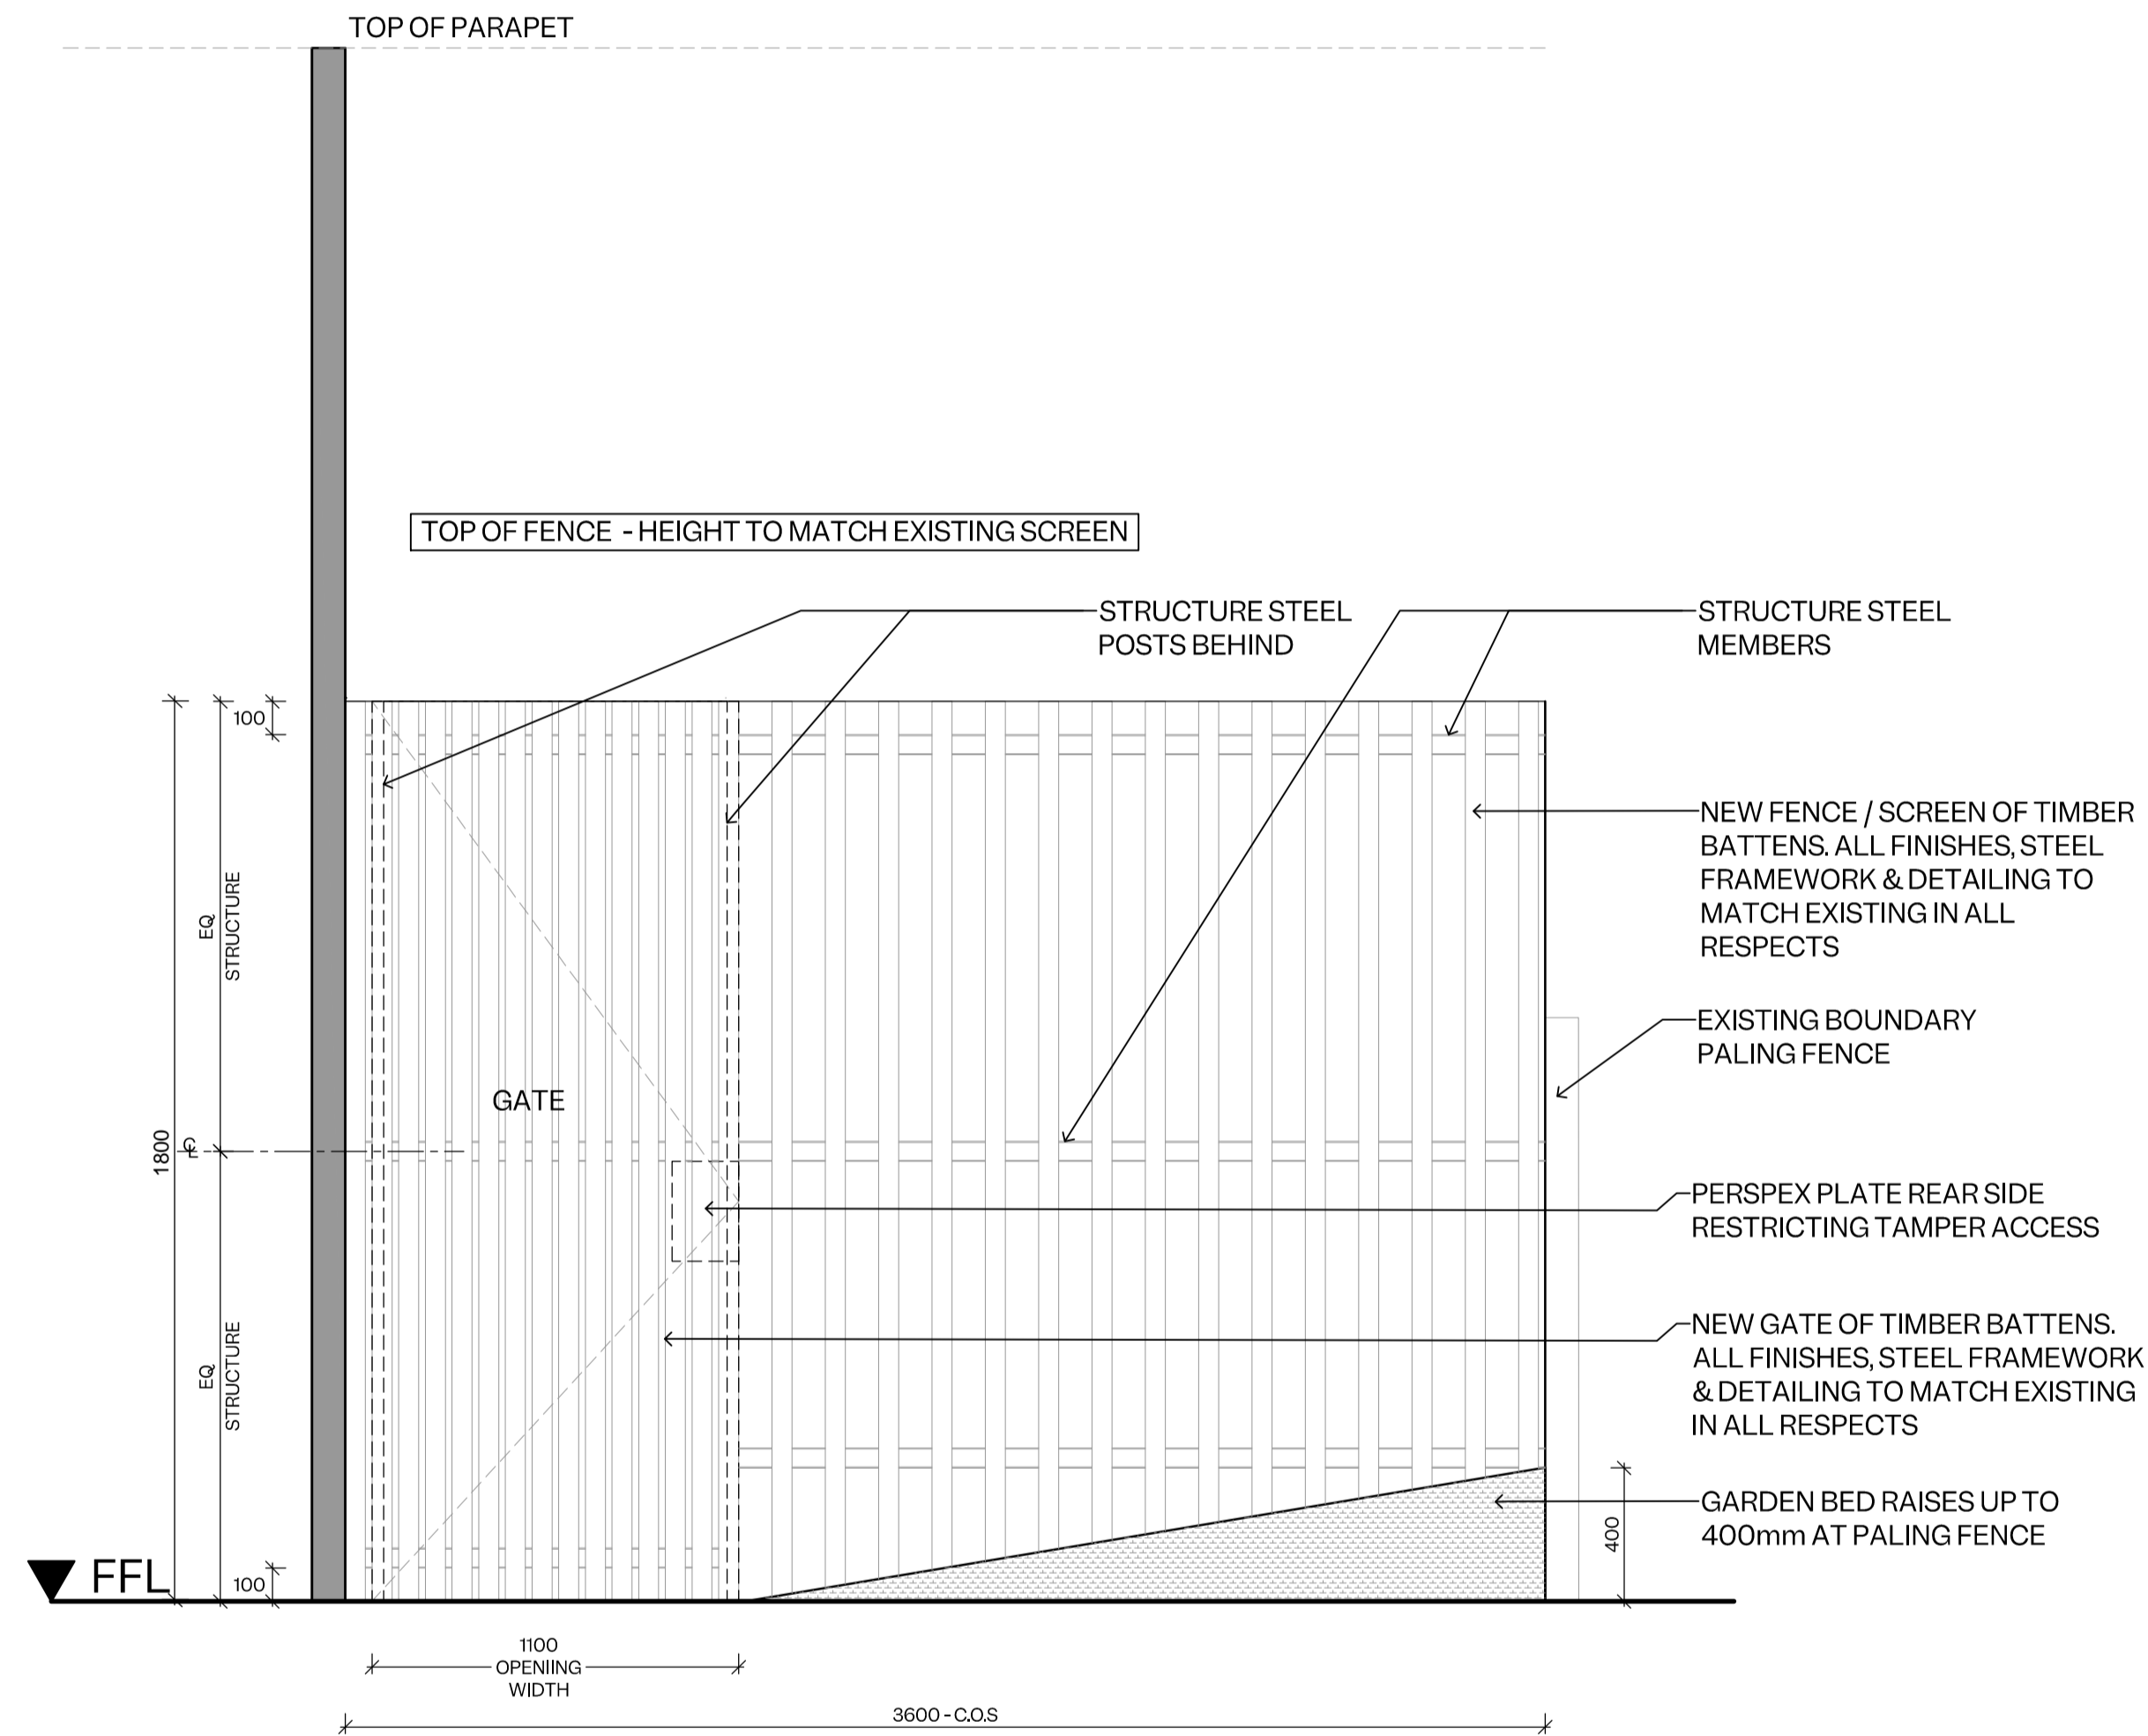 TOP OF PARAPET
TOP OF FENCE - HEIGHT TO MATCH EXISTING SCREEN
STRUCTURE STEEL
POSTS BEHIND
STRUCTURE STEEL
MEMBERS
100
NEW FENCE / SCREEN OF TIMBER
BATTENS. ALL FINISHES, STEEL
FRAMEWORK & DETAILING TO
MATCH EXISTING IN ALL
RESPECTS
EQ
STRUCTURE
EXISTING BOUNDARY
PALING FENCE
GATE
1800
PERSPEX PLATE REAR SIDE
RESTRICTING TAMPER ACCESS
NEW GATE OF TIMBER BATTENS.
ALL FINISHES, STEEL FRAMEWORK
& DETAILING TO MATCH EXISTING
IN ALL RESPECTS
EQ
STRUCTURE
GARDEN BED RAISES UP TO
400mm AT PALING FENCE
400
FFL
100
1100
OPENIING
WIDTH
3600 - C.O.S